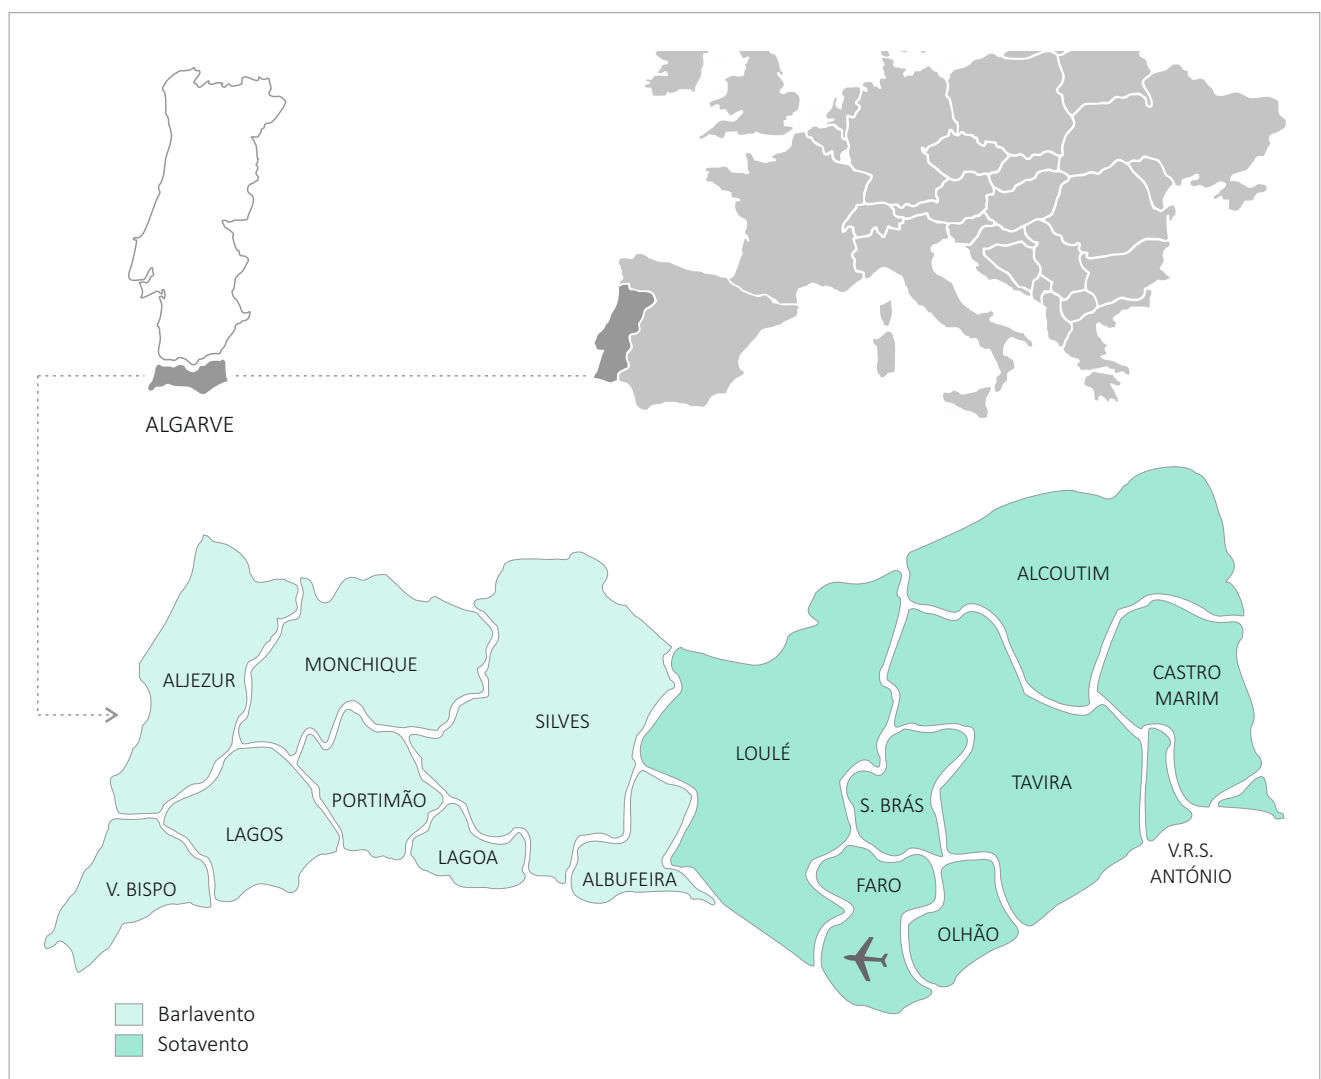 ALGARVE
ALCOUTIM
CASTRO
MARIM
MONCHIQUE
ALJEZUR
SILVES
LOULÉ
TAVIRA
PORTIMÃO
S. BRÁS
LAGOS
LAGOA
V.R.S.
ANTÓNIO
ALBUFEIRA
FARO
V. BISPO
OLHÃO
Barlavento
Sotavento